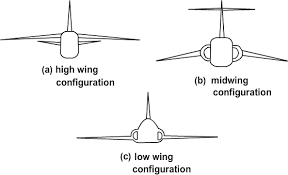 (a) high wing
configuration
(b) midwing
configuration
(c) low wing
configuration